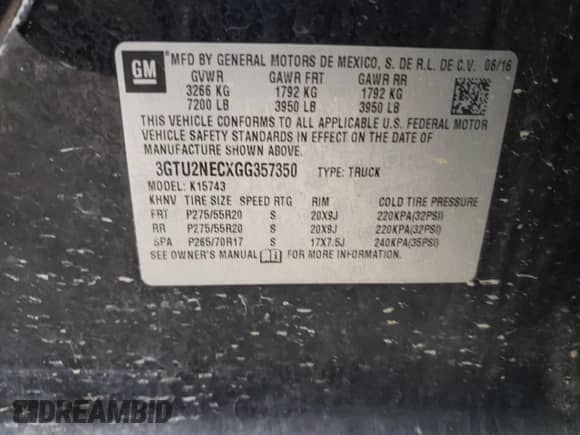 GM
MFD BY GENERAL MOTORS DE MEXICO, S. DE R.L. DE C.V. 06/16
GVWR GAWR FRT GAWR RR
3266 KG 1792 KG 1792 KG
7200 LB 3950 LB 3950 LB
THIS VEHICLE CONFORMS TO ALL APPLICABLE U.S. FEDERAL MOTOR
VEHICLE SAFETY STANDARDS IN EFFECT ON THE DATE OF
MANUFACTURE SHOWN ABOVE.
3GTU2NECXGG357350 TYPE: TRUCK
MODEL: K15743
KHNV TIRE SIZE SPEED RTG RIM COLD TIRE PRESSURE
FRT P275/55R20 S 20X9J 220KPA(32PSI)
RR P275/55R20 S 20X9J 220KPA(32PSI)
SPA P265/70R17 S 17X7.5J 240KPA(35PSI)
SEE OWNER'S MANUAL FOR MORE INFORMATION.
DREAMBID